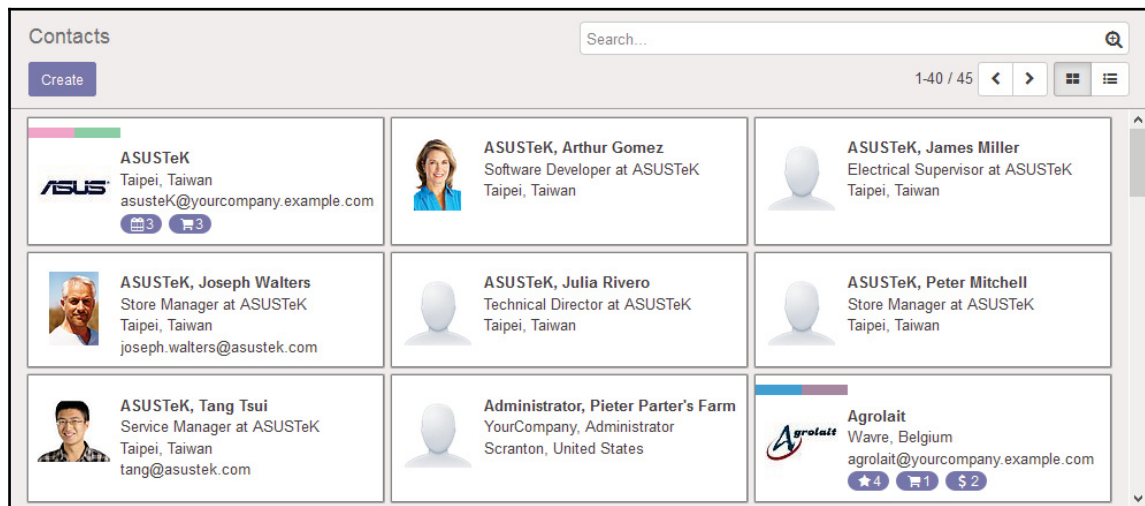 Contacts
Search...
Create
1-40 / 45
ASUSTeK
Taipei, Taiwan
asusteK@yourcompany.example.com
3 3
ASUS
ASUSTeK, Arthur Gomez
Software Developer at ASUSTeK
Taipei, Taiwan
ASUSTeK, James Miller
Electrical Supervisor at ASUSTeK
Taipei, Taiwan
ASUSTeK, Joseph Walters
Store Manager at ASUSTeK
Taipei, Taiwan
joseph.walters@asustek.com
ASUSTeK, Julia Rivero
Technical Director at ASUSTeK
Taipei, Taiwan
ASUSTeK, Peter Mitchell
Store Manager at ASUSTeK
Taipei, Taiwan
ASUSTeK, Tang Tsui
Service Manager at ASUSTeK
Taipei, Taiwan
tang@asustek.com
Administrator, Pieter Parter's Farm
YourCompany, Administrator
Scranton, United States
Agrolait
Agrolait
Wavre, Belgium
agrolait@yourcompany.example.com
4 1 $ 2